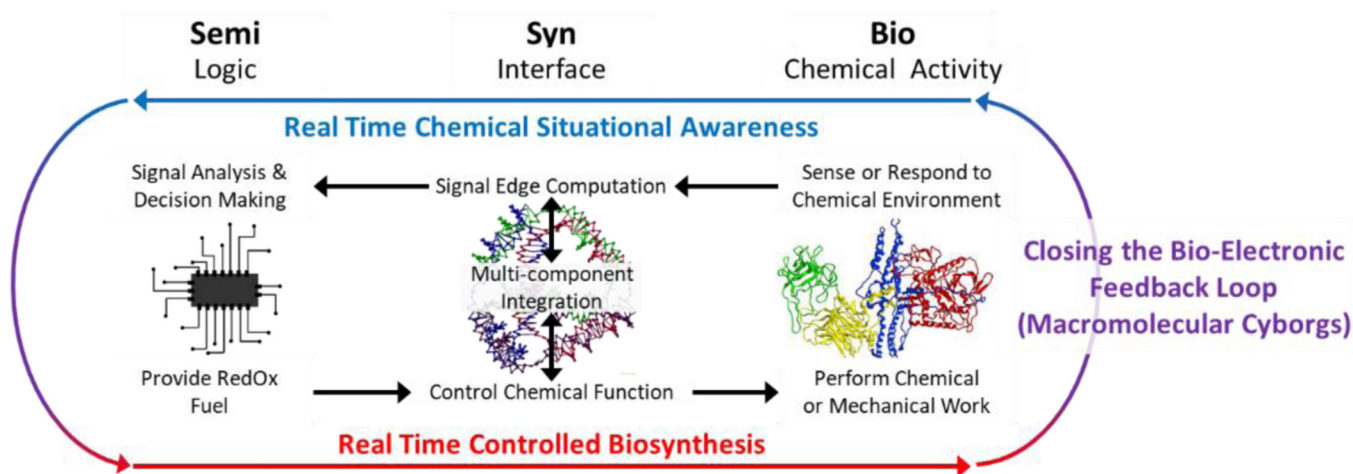 Semi
Logic
Syn
Interface
Bio
Chemical Activity
Real Time Chemical Situational Awareness
Signal Analysis &
Decision Making
Signal Edge Computation
Sense or Respond to
Chemical Environment
Multi-component
Integration
Closing the Bio-Electronic
Feedback Loop
(Macromolecular Cyborgs)
Provide RedOx
Fuel
Control Chemical Function
Perform Chemical
or Mechanical Work
Real Time Controlled Biosynthesis